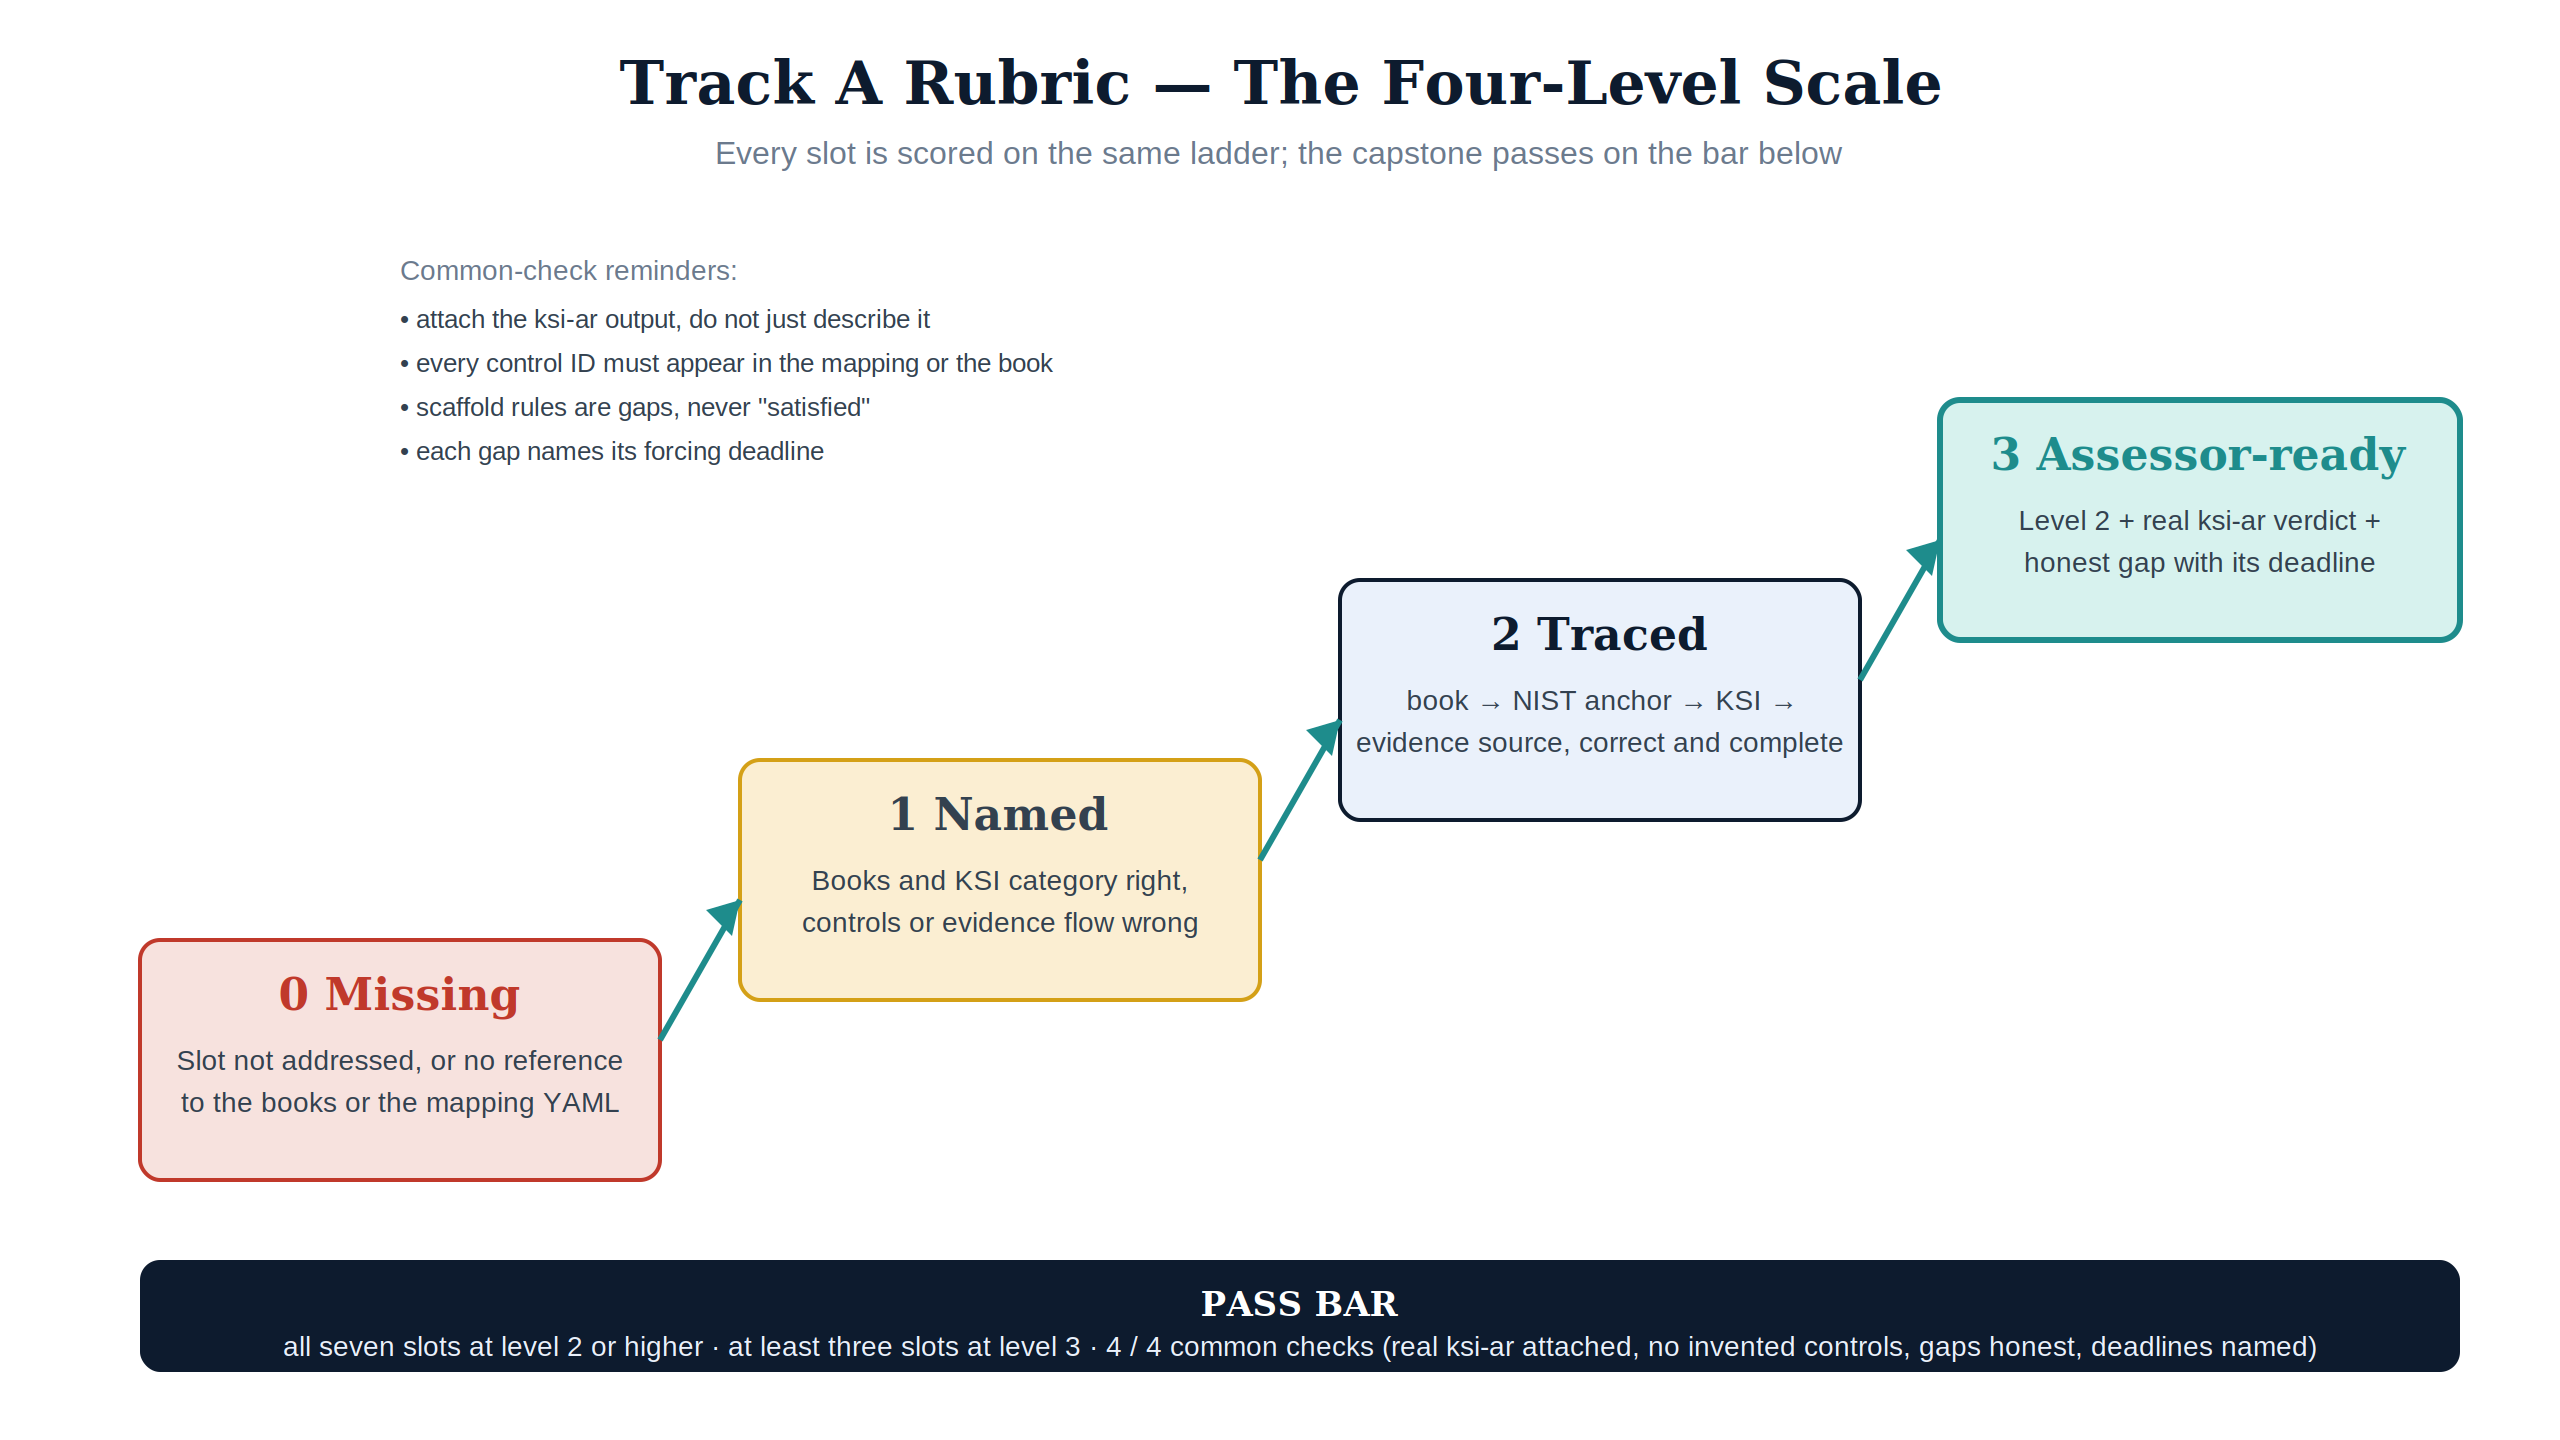 Track A Rubric — The Four-Level Scale
Every slot is scored on the same ladder; the capstone passes on the bar below
Common-check reminders:
• attach the ksi-ar output, do not just describe it
• every control ID must appear in the mapping or the book
• scaffold rules are gaps, never "satisfied"
• each gap names its forcing deadline
0 Missing
Slot not addressed, or no reference
to the books or the mapping YAML
1 Named
Books and KSI category right,
controls or evidence flow wrong
2 Traced
book → NIST anchor → KSI →
evidence source, correct and complete
3 Assessor-ready
Level 2 + real ksi-ar verdict +
honest gap with its deadline
PASS BAR
all seven slots at level 2 or higher · at least three slots at level 3 · 4 / 4 common checks (real ksi-ar attached, no invented controls, gaps honest, deadlines named)